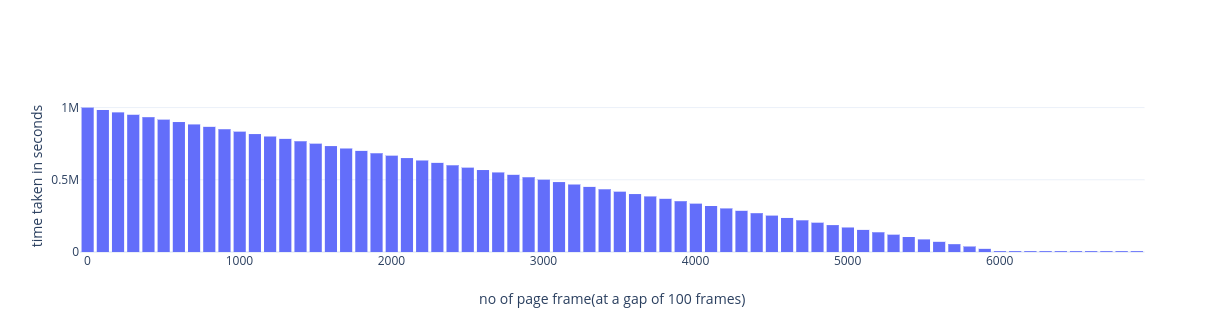 time taken in seconds
1M
0.5M
0
0 1000 2000 3000 4000 5000 6000
no of page frame(at a gap of 100 frames)